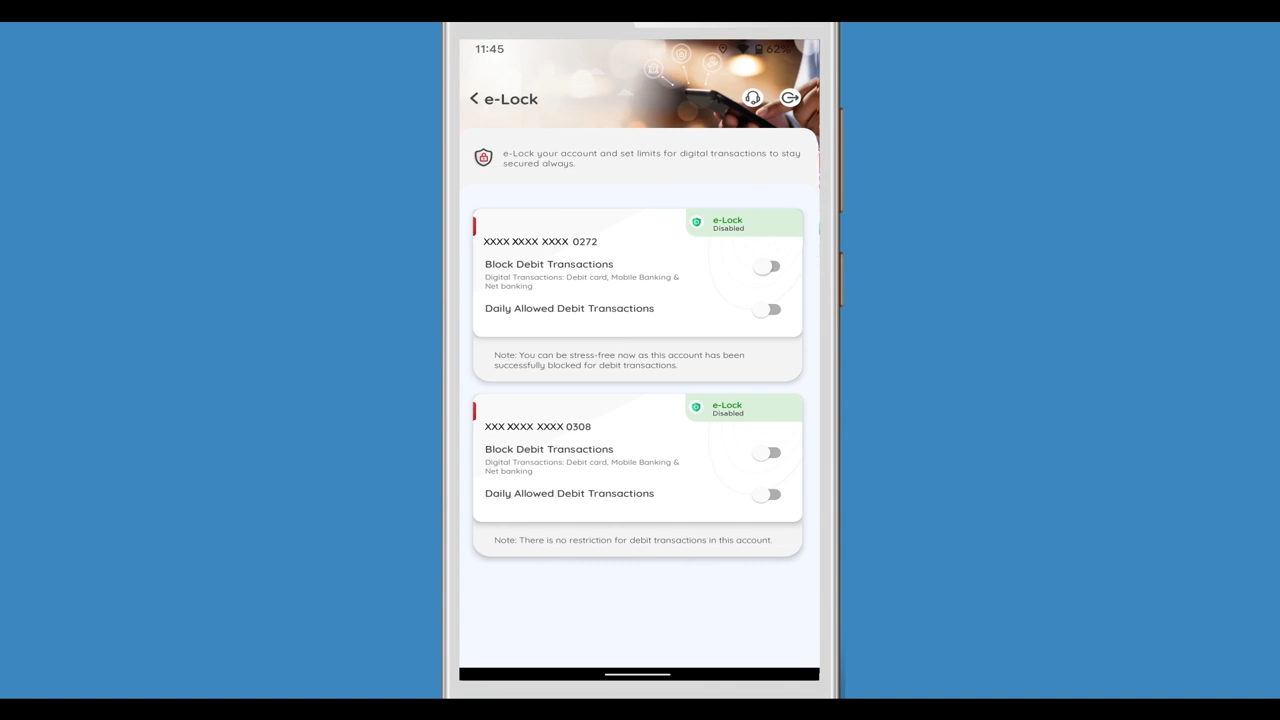 11:45
62%
e-Lock
e-Lock your account and set limits for digital transactions to stay
secured always.
e-Lock
Disabled
XXXX XXXX XXXX 0272
Block Debit Transactions
Digital Transactions: Debit card, Mobile Banking &
Net banking
Daily Allowed Debit Transactions
Note: You can be stress-free now as this account has been
successfully blocked for debit transactions.
e-Lock
Disabled
XXX XXXX XXXX 0308
Block Debit Transactions
Digital Transactions: Debit card, Mobile Banking &
Net banking
Daily Allowed Debit Transactions
Note: There is no restriction for debit transactions in this account.